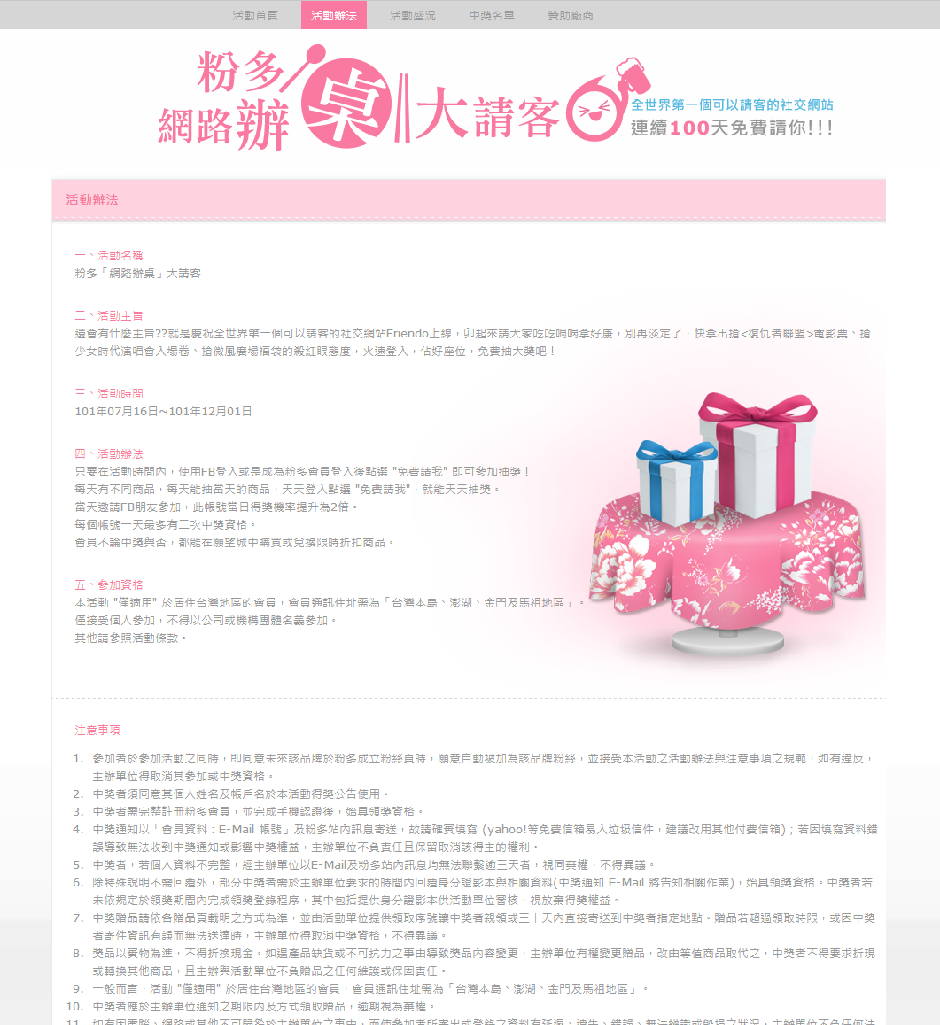 活動首頁 活動辦法 活動盛況 中獎名單 贊助廠商
粉多
網路辦桌大請客
全世界第一個可以請客的社交網站
連續100天免費請你!!!
活動辦法
一、活動名稱
粉多「網路辦桌」大請客
二、活動主旨
還會有什麼主旨??就是慶祝全世界第一個可以請客的社交網站Friendo上線，卯起來請大家吃吃喝喝拿好康，別再淡定了，快拿出搶<復仇者聯盟>電影票、搶
少女時代演唱會入場卷、搶微風廣場福袋的殺紅眼態度，火速登入，佔好座位，免費抽大獎吧！
三、活動時間
101年07月16日~101年12月01日
四、活動辦法
只要在活動時間內，使用FB登入或是成為粉多會員登入後點選 "免費請我" 即可參加抽獎！
每天有不同商品，每天能抽當天的商品，天天登入點選 "免費請我"，就能天天抽獎。
當天邀請FB朋友參加，此帳號當日得獎機率提升為2倍。
每個帳號一天最多有二次中獎資格。
會員不論中獎與否，都能在願望城中購買或兌換限時折扣商品。
五、參加資格
本活動 "僅適用" 於居住台灣地區的會員，會員通訊住址需為「台灣本島、澎湖、金門及馬祖地區」。
僅接受個人參加，不得以公司或機構團體名義參加。
其他請參照活動條款。
注意事項
1. 參加者於參加活動之同時，即同意未來該品牌於粉多成立粉絲頁時，願意自動被加為該品牌粉絲，並接受本活動之活動辦法與注意事項之規範，如有違反，
主辦單位得取消其參加或中獎資格。
2. 中獎者須同意其個人姓名及帳戶名於本活動得獎公告使用。
3. 中獎者需完整註冊粉多會員，並完成手機認證後，始具領獎資格。
4. 中獎通知以「會員資料：E-Mail 帳號」及粉多站內訊息寄送，故請確實填寫 (yahoo!等免費信箱易入垃圾信件，建議改用其他付費信箱)；若因填寫資料錯
誤導致無法收到中獎通知或影響中獎權益，主辦單位不負責任且保留取消該得主的權利。
5. 中獎者，若個人資料不完整，經主辦單位以E-Mail及粉多站內訊息均無法聯繫逾三天者，視同棄權，不得異議。
6. 除特殊說明不需回繳外，部分中獎者需於主辦單位要求的時間內回繳身分證影本與相關資料(中獎通知 E-Mail 將告知相關作業)，始具領獎資格。中獎者若
未依規定於領獎期間內完成領獎登錄程序，其中包括提供身分證影本供活動單位審核，視放棄得獎權益。
7. 中獎贈品請依各贈品頁載明之方式為準，並由活動單位提供領取序號讓中獎者親領或三十天內直接寄送到中獎者指定地點。贈品若超過領取時限，或因中獎
者寄件資訊有誤而無法送達時，主辦單位得取消中獎資格，不得異議。
8. 獎品以實物為準，不得折換現金。如遇產品缺貨或不可抗力之事由導致獎品內容變更，主辦單位有權變更贈品，改由等值商品取代之，中獎者不得要求折現
或轉換其他商品，且主辦與活動單位不負贈品之任何維護或保固責任。
9. 一般而言，活動 "僅適用" 於居住台灣地區的會員，會員通訊住址需為「台灣本島、澎湖、金門及馬祖地區」。
10. 中獎者應於主辦單位通知之期限內及方式領取贈品，逾期視為棄權。